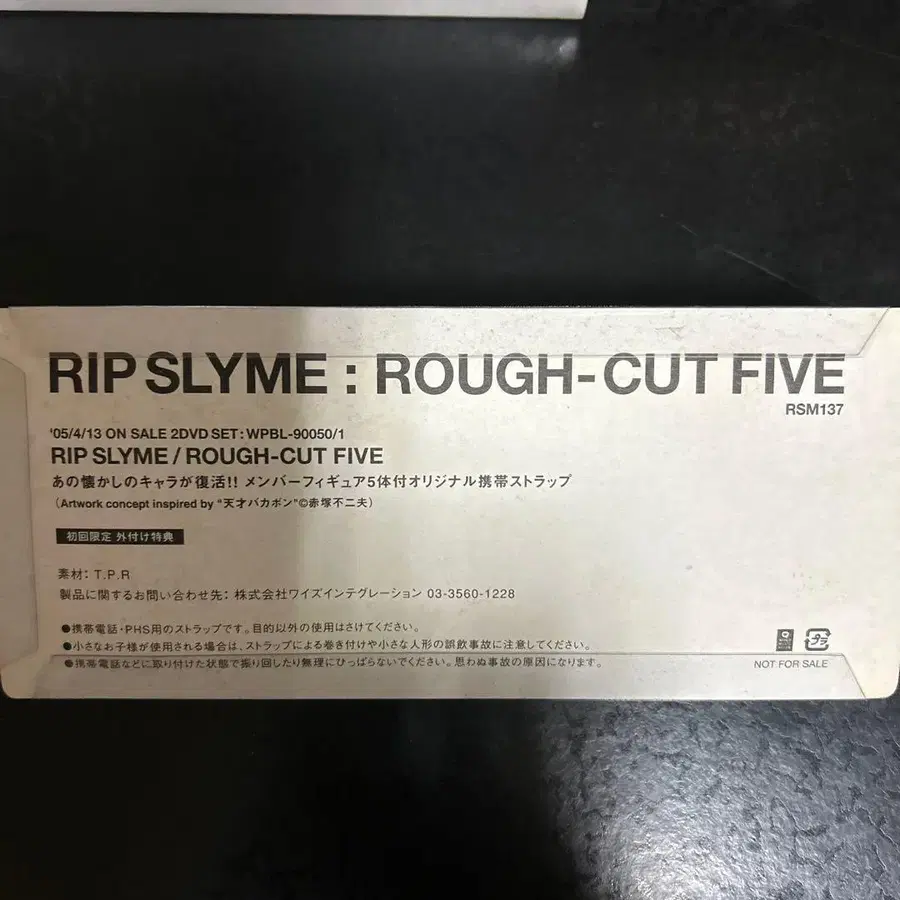 RIP SLYME : ROUGH-CUT FIVE
RSM137
'05/4/13 ON SALE 2DVD SET : WPBL-90050/1
RIP SLYME / ROUGH-CUT FIVE
あの懐かしのキャラが復活!! メンバーフィギュア5体付オリジナル携帯ストラップ
(Artwork concept inspired by "天才バカボン"©赤塚不二夫)
初回限定 外付け特典
素材: T.P.R
製品に関するお問い合わせ先: 株式会社ワイズインテグレーション 03-3560-1228
●携帯電話・PHS用のストラップです。目的以外の使用はさけてください。
●小さなお子様が使用される場合は、ストラップによる巻き付けや小さな人形の誤飲事故に注意してください。
●携帯電話などに取り付けた状態で振り回したり無理にひっぱらないでください。思わぬ事故の原因になります。
プラ
NOT FOR SALE